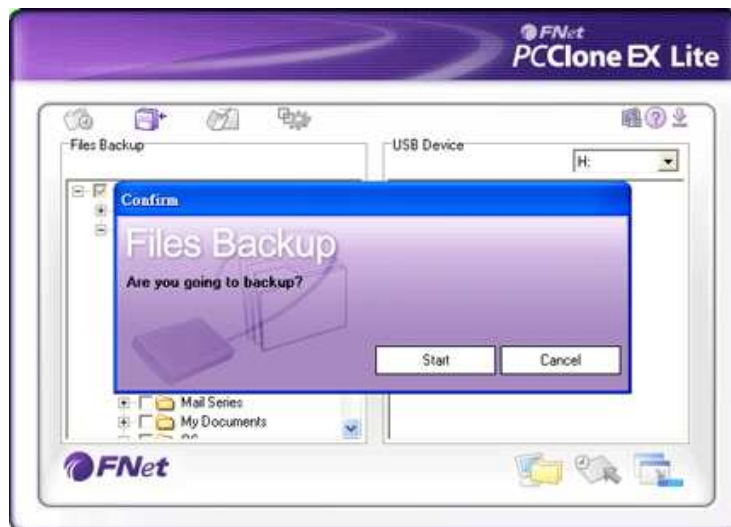 FNet
PCClone EX Lite
Files Backup
USB Device
H:
Confirm
Files Backup
Are you going to backup?
Start
Cancel
Mail Series
My Documents
FNet